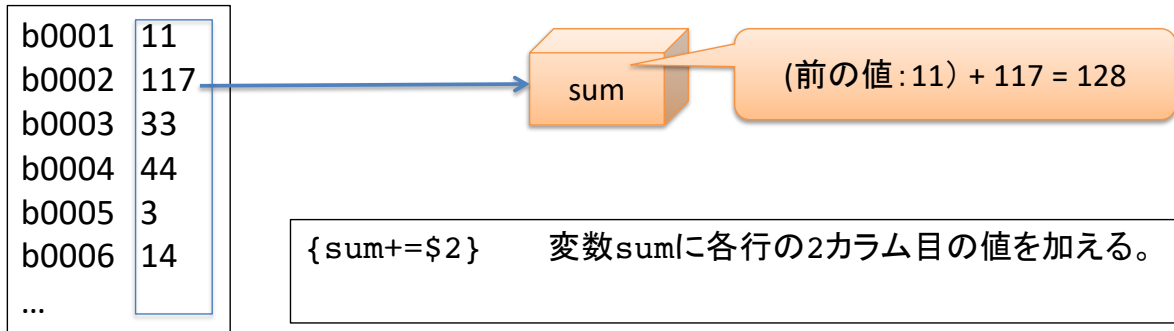 b0001 11
b0002 117
b0003 33
b0004 44
b0005 3
b0006 14
…
sum
(前の値:11) + 117 = 128
{sum+=$2} 変数sumに各行の2カラム目の値を加える。